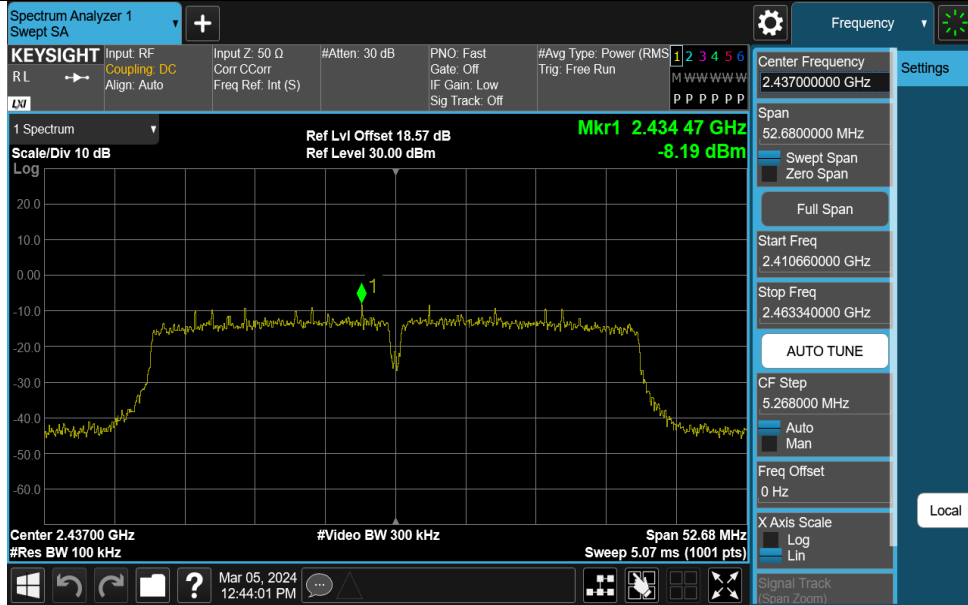 Spectrum Analyzer 1
Swept SA
+
Frequency
KEYSIGHT
R L
LXI
Input: RF
Coupling: DC
Align: Auto
Input Z: 50 Ω
Corr CCorr
Freq Ref: Int (S)
#Atten: 30 dB
PNO: Fast
Gate: Off
IF Gain: Low
Sig Track: Off
#Avg Type: Power (RMS
Trig: Free Run
1 2 3 4 5 6
M W W W W W
P P P P P P
Center Frequency
2.437000000 GHz
Settings
Span
52.6800000 MHz
Swept Span
Zero Span
Full Span
Start Freq
2.410660000 GHz
Stop Freq
2.463340000 GHz
AUTO TUNE
CF Step
5.268000 MHz
Auto
Man
Freq Offset
0 Hz
X Axis Scale
Log
Lin
Signal Track
(Span Zoom)
Local
1 Spectrum
Scale/Div 10 dB
Log
Ref Lvl Offset 18.57 dB
Ref Level 30.00 dBm
Mkr1 2.434 47 GHz
-8.19 dBm
20.0
10.0
0.00
-10.0
-20.0
-30.0
-40.0
-50.0
-60.0
1
Center 2.43700 GHz
#Res BW 100 kHz
#Video BW 300 kHz
Span 52.68 MHz
Sweep 5.07 ms (1001 pts)
?
Mar 05, 2024
12:44:01 PM